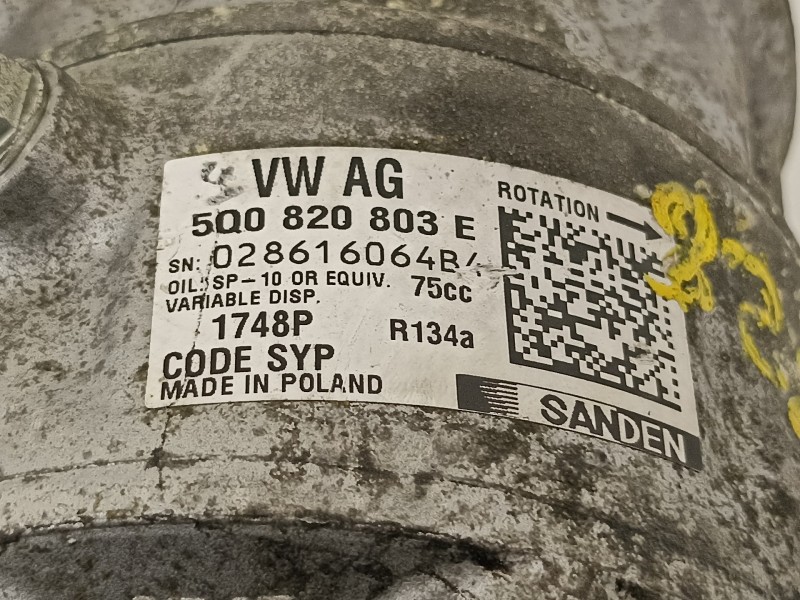 VW AG
5Q0 820 803 E
ROTATION
SN: 028616064B4
OIL: SP-10 OR EQUIV. 75cc
VARIABLE DISP.
1748P R134a
CODE SYP
MADE IN POLAND
SANDEN